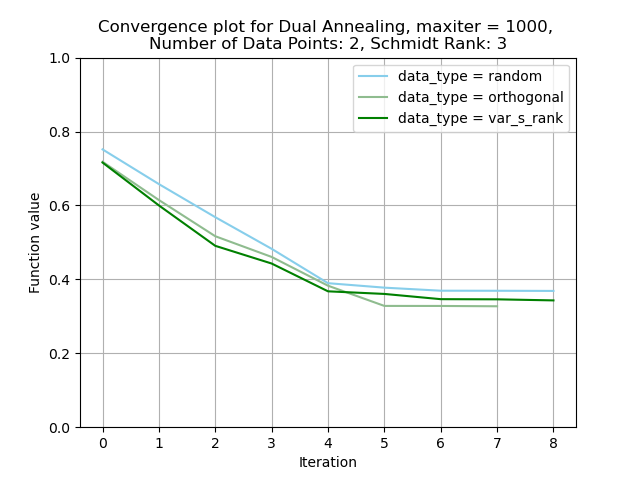 Convergence plot for Dual Annealing, maxiter = 1000,
Number of Data Points: 2, Schmidt Rank: 3
data_type = random
data_type = orthogonal
data_type = var_s_rank
Function value
1.0
0.8
0.6
0.4
0.2
0.0
0 1 2 3 4 5 6 7 8
Iteration